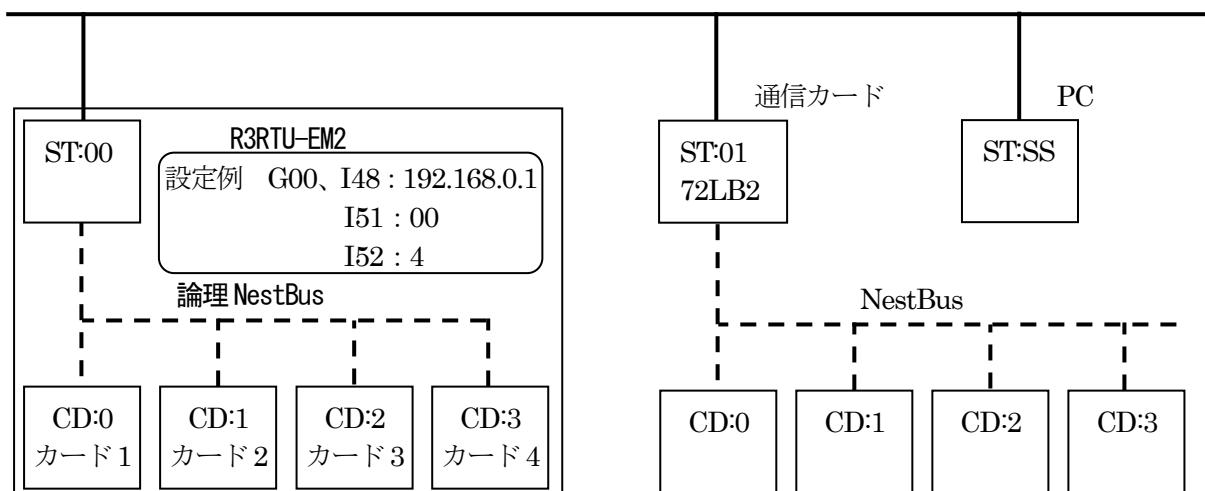 通信カード
PC
ST:00
R3RTU-EM2
設定例 G00、I48 : 192.168.0.1
I51 : 00
I52 : 4
論理 NestBus
CD:0
カード 1
CD:1
カード 2
CD:2
カード 3
CD:3
カード 4
ST:01
72LB2
ST:SS
NestBus
CD:0
CD:1
CD:2
CD:3